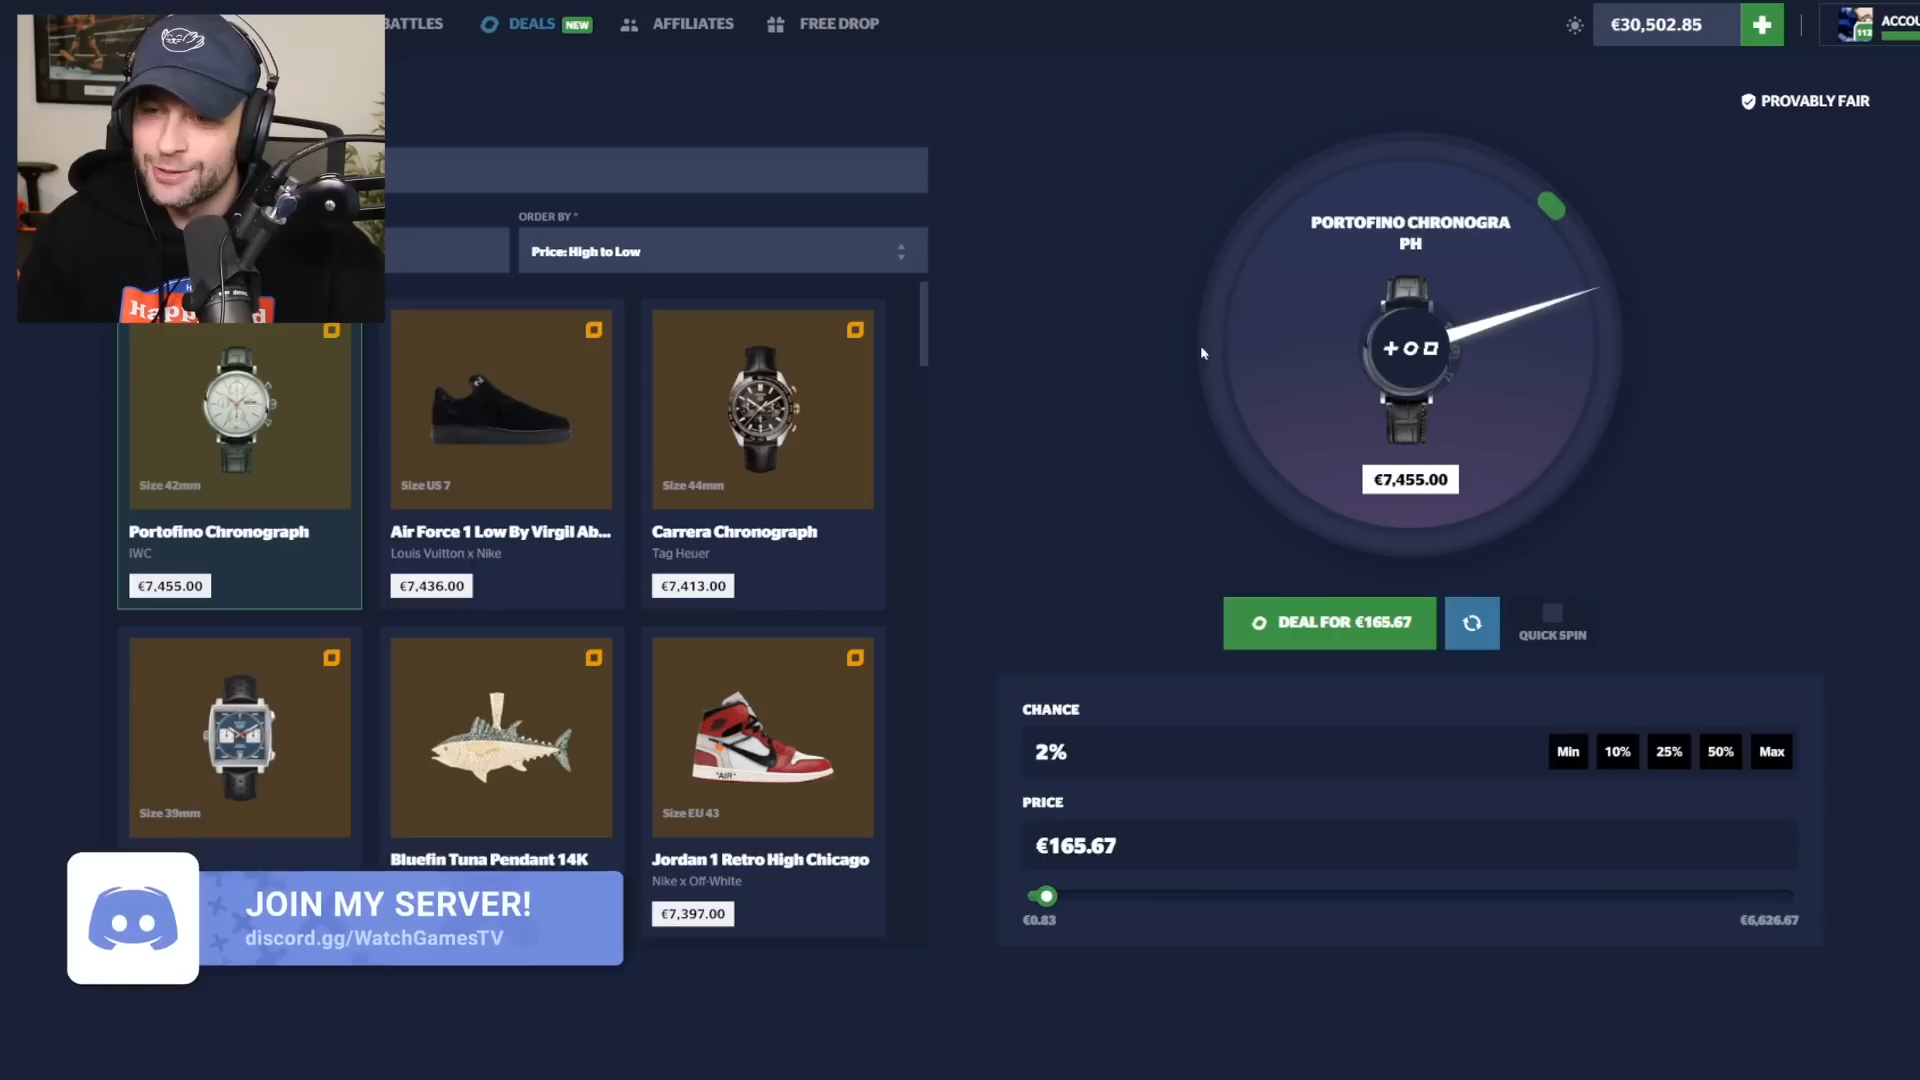 BATTLES
DEALS NEW
AFFILIATES
FREE DROP
€30,502.85
112
PROVABLY FAIR
ORDER BY *
Price: High to Low
PORTOFINO CHRONOGRA
PH
€7,455.00
Size 42mm
Portofino Chronograph
IWC
€7,455.00
Size US 7
Air Force 1 Low By Virgil Ab...
Louis Vuitton x Nike
€7,436.00
Size 44mm
Carrera Chronograph
Tag Heuer
€7,413.00
DEAL FOR €165.67
QUICK SPIN
CHANCE
2%
Min
10%
25%
50%
Max
PRICE
€165.67
€0.83
€6,626.67
Size 39mm
Bluefin Tuna Pendant 14K
Size EU 43
"AIR"
Jordan 1 Retro High Chicago
Nike x Off-White
€7,397.00
JOIN MY SERVER!
discord.gg/WatchGamesTV